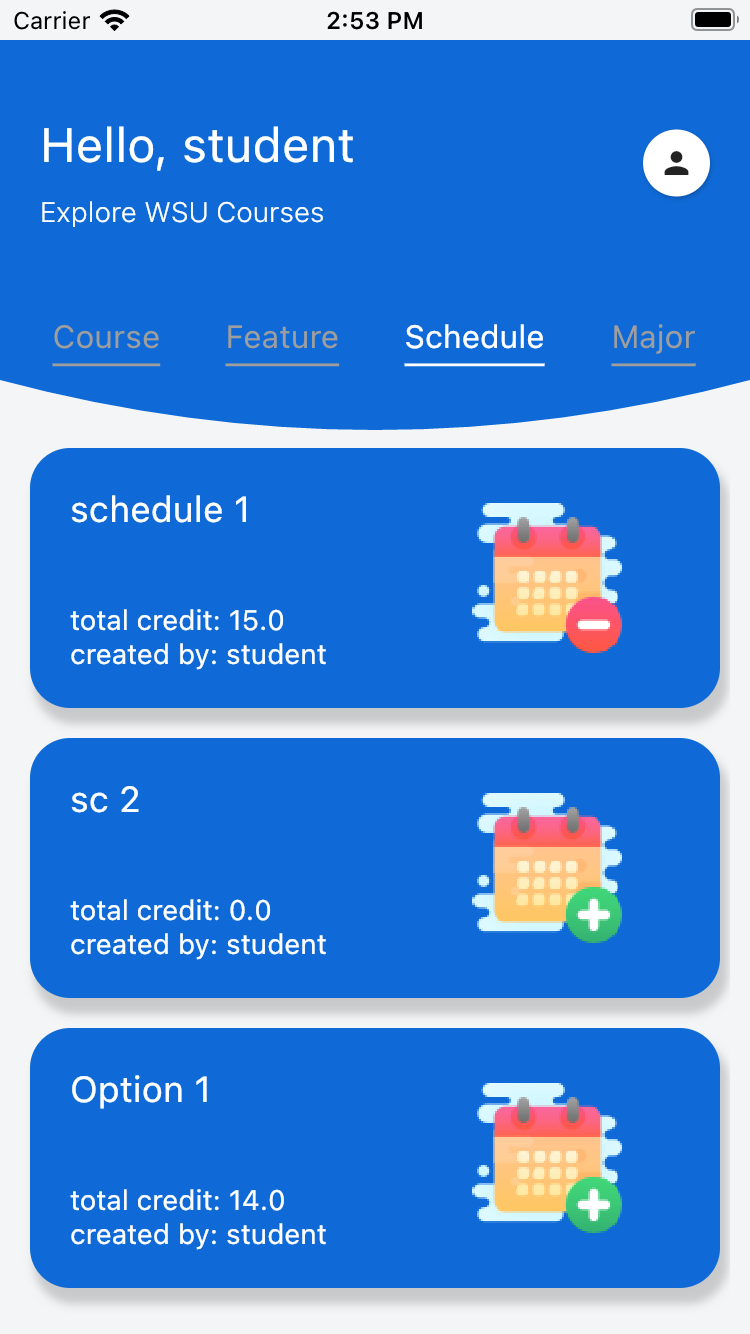 Carrier 2:53 PM
Hello, student
Explore WSU Courses
Course Feature Schedule Major
schedule 1
total credit: 15.0
created by: student
sc 2
total credit: 0.0
created by: student
Option 1
total credit: 14.0
created by: student